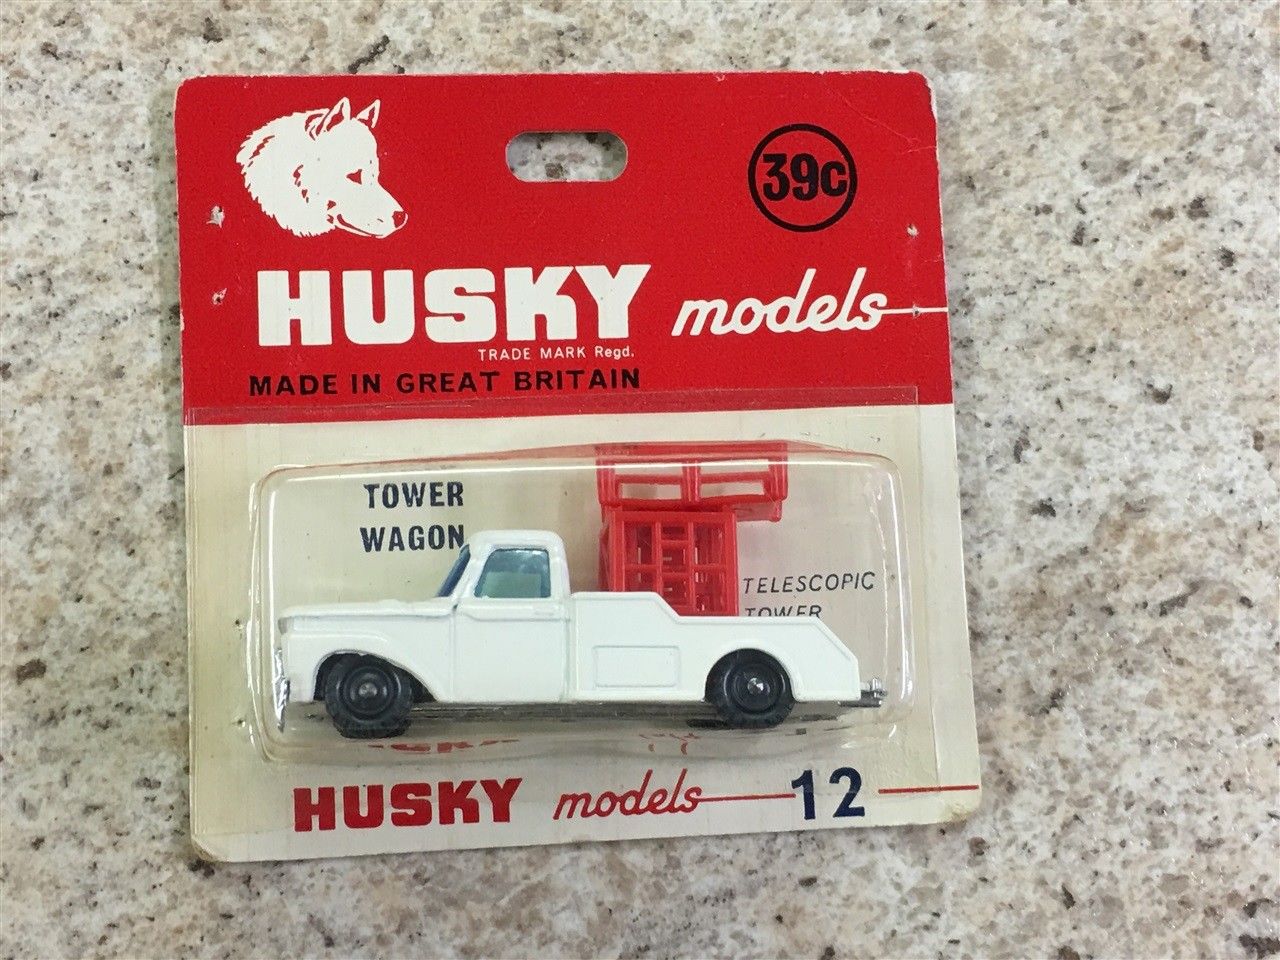 39c
HUSKY models
TRADE MARK Regd.
MADE IN GREAT BRITAIN
TOWER
WAGON
TELESCOPIC
TOWER
HUSKY models 12